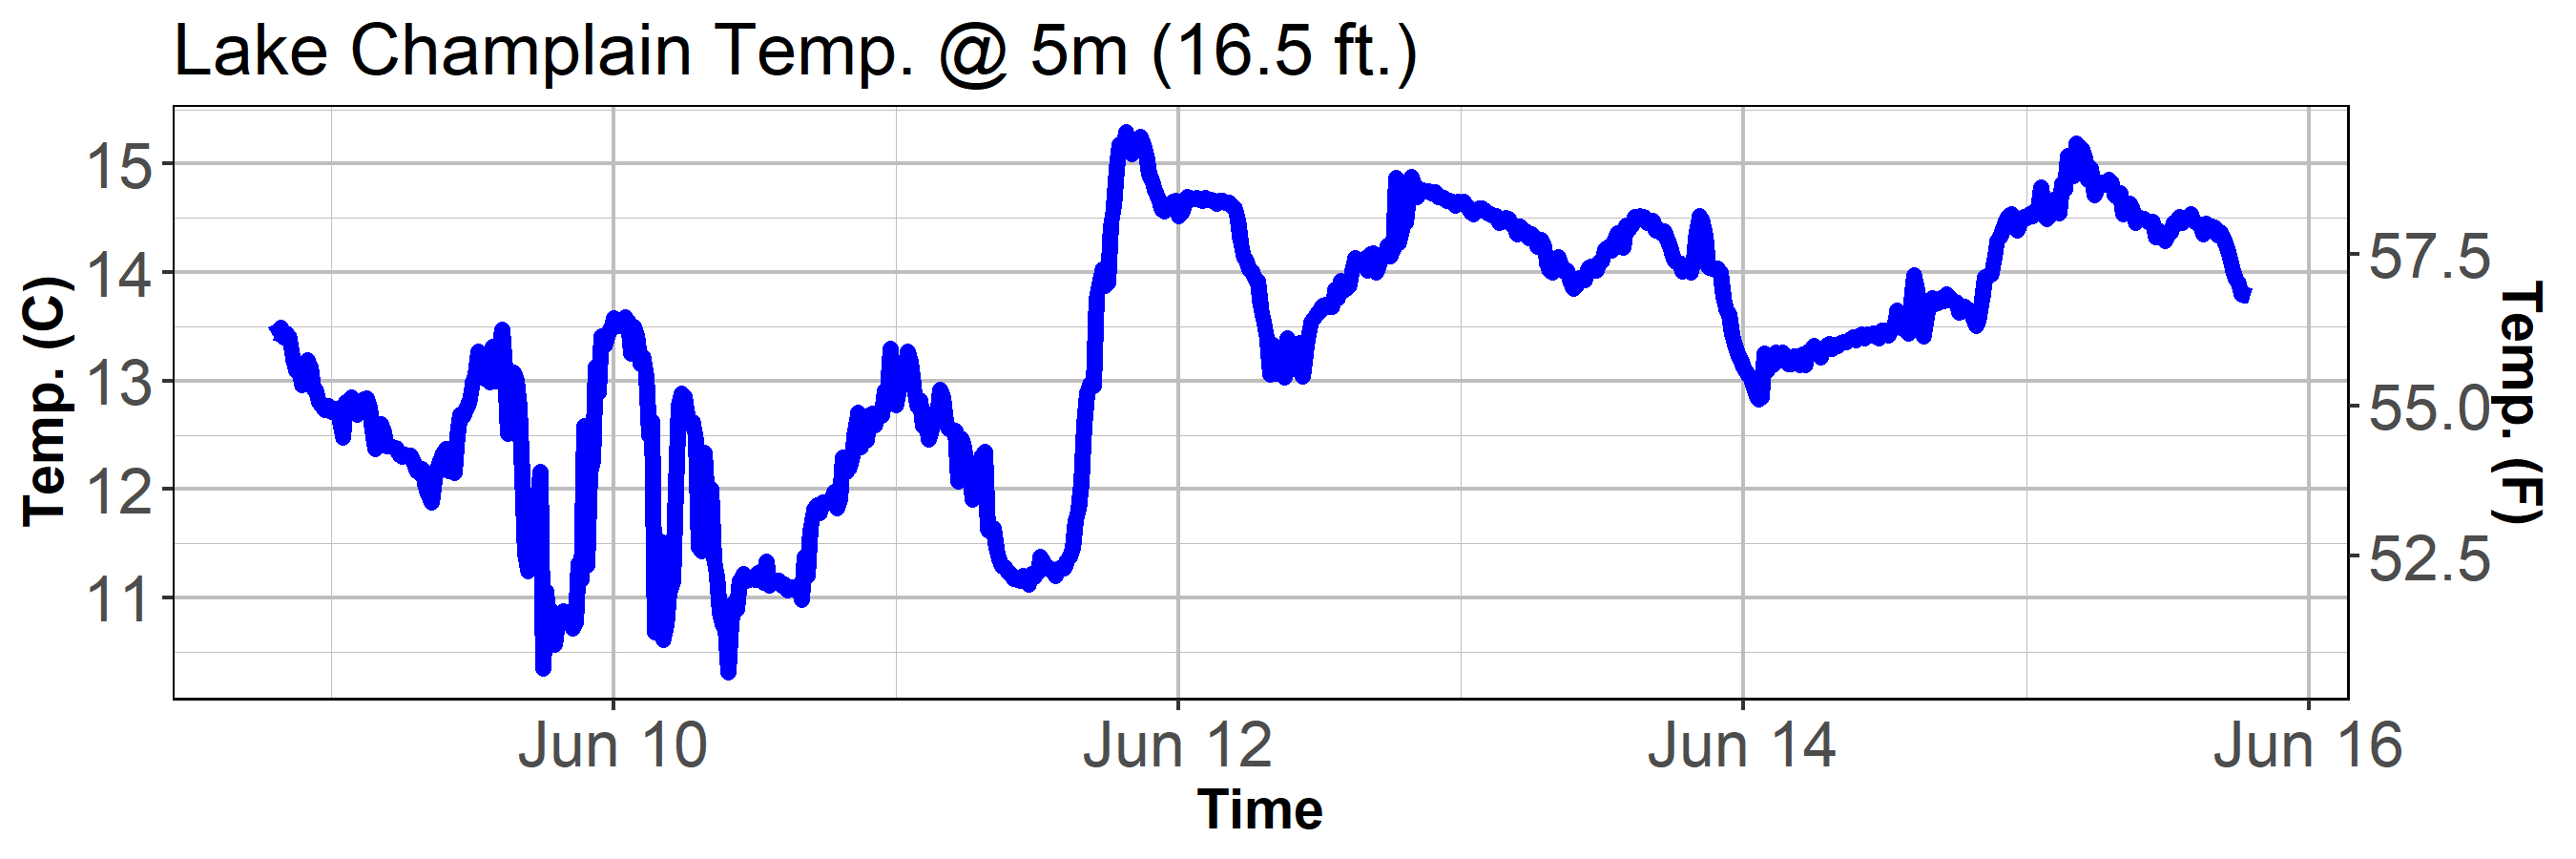 Lake Champlain Temp. @ 5m (16.5 ft.)
Temp. (C)
15
14
13
12
11
57.5
55.0
52.5
Temp. (F)
Jun 10
Jun 12
Jun 14
Jun 16
Time